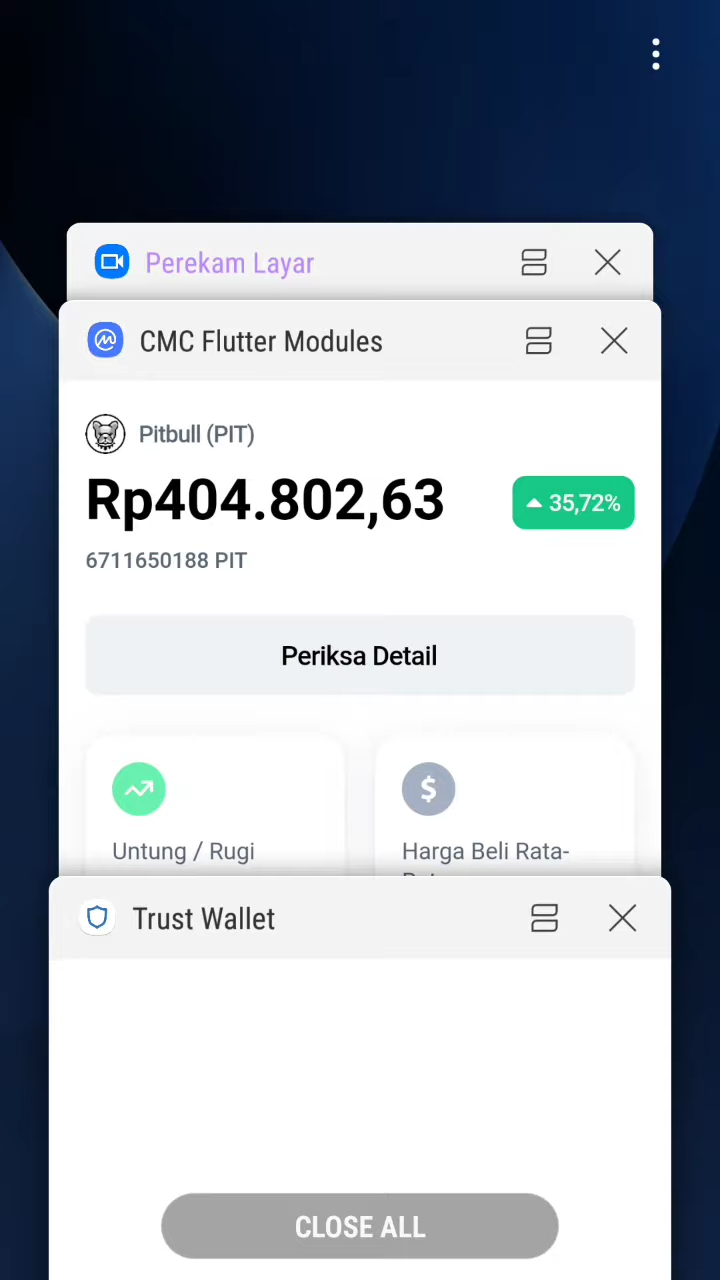 Perekam Layar
CMC Flutter Modules
Pitbull (PIT)
Rp404.802,63
35,72%
6711650188 PIT
Periksa Detail
Untung / Rugi
Harga Beli Rata-
Trust Wallet
CLOSE ALL